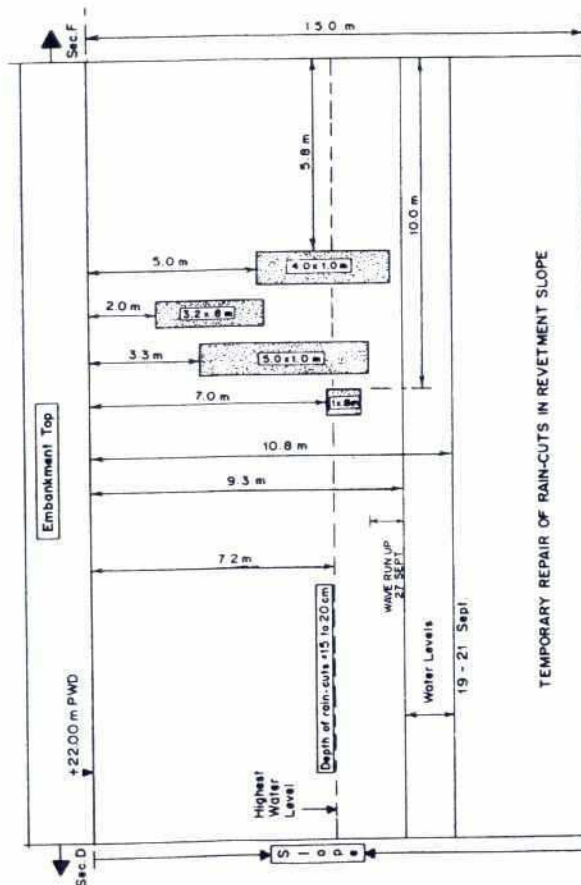 Sec.F
15.0 m
5.8 m
10.0 m
5.0 m
4.0 x 1.0 m
2.0 m
3.2 x .8 m
3.3 m
5.0 x 1.0 m
7.0 m
1 x .8 m
10.8 m
9.3 m
7.2 m
Embankment Top
WAVE RUN UP
27 SEPT
Depth of rain-cuts = 15 to 20 cm
Water Levels
19 - 21 Sept
+22.00 m PWD
Highest
Water
Level
Sec.D
Slope
TEMPORARY REPAIR OF RAIN-CUTS IN REVETMENT SLOPE